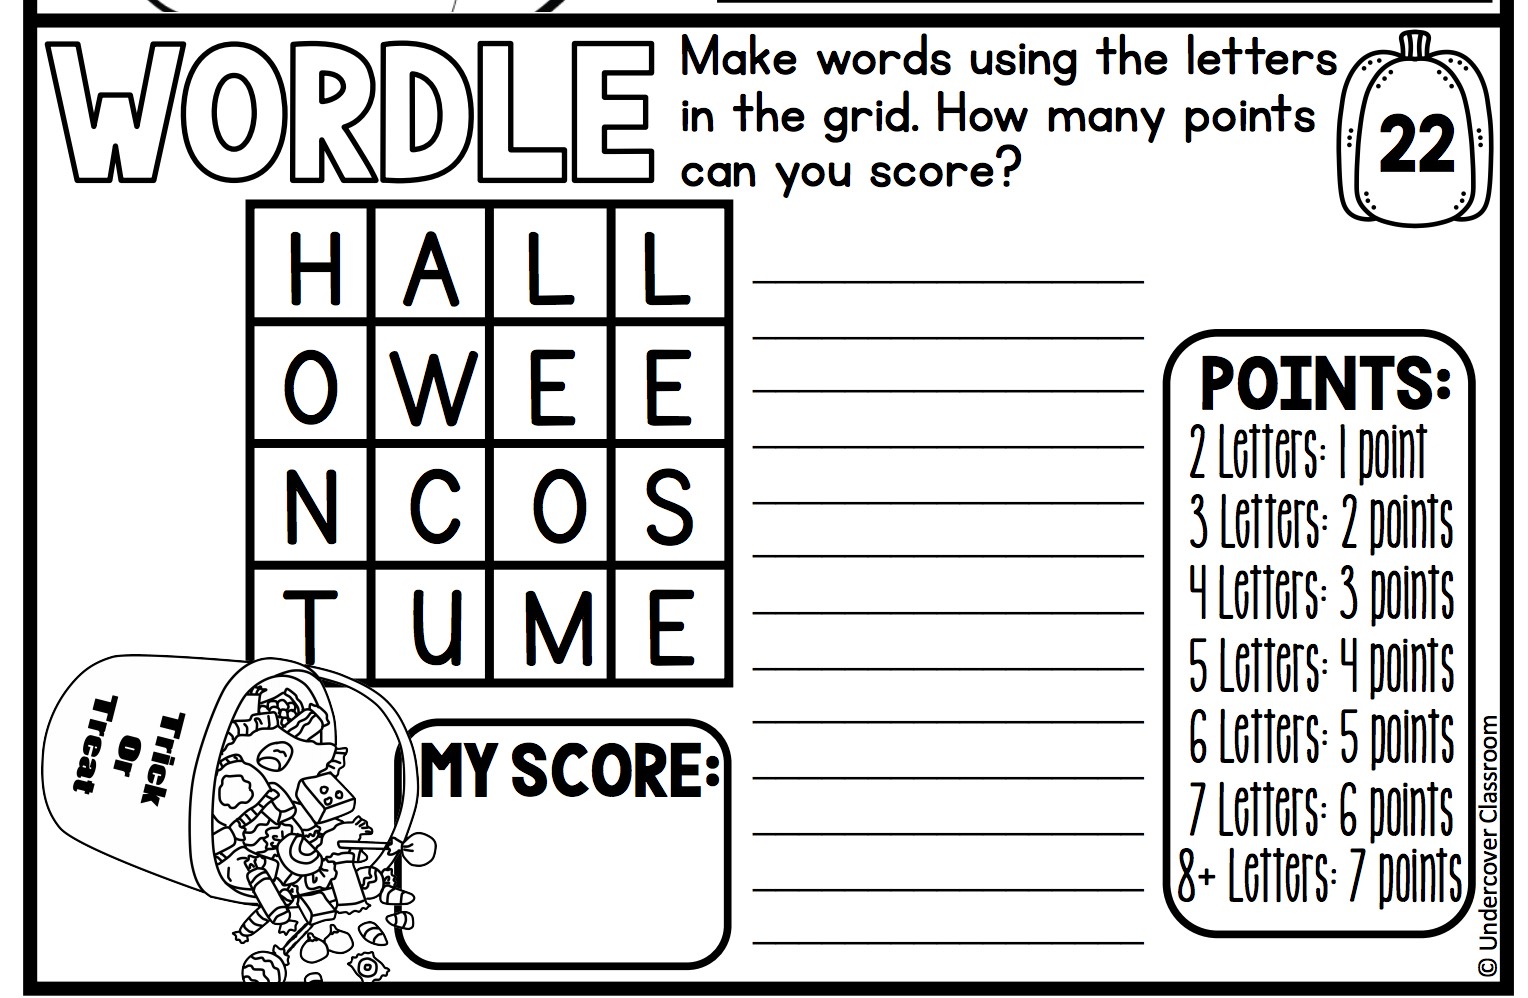 WORDLE
Make words using the letters
in the grid. How many points
can you score?
22
H A L L
O W E E
N C O S
T U M E
POINTS:
2 Letters: 1 point
3 Letters: 2 points
4 Letters: 3 points
5 Letters: 4 points
6 Letters: 5 points
7 Letters: 6 points
8+ Letters: 7 points
Trick
or
Treat
MY SCORE:
© Undercover Classroom